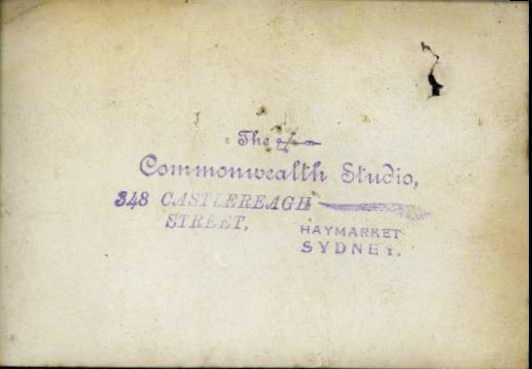 The
Commonwealth Studio,
348 CASTLEREAGH
STREET,
HAYMARKET
SYDNEY.